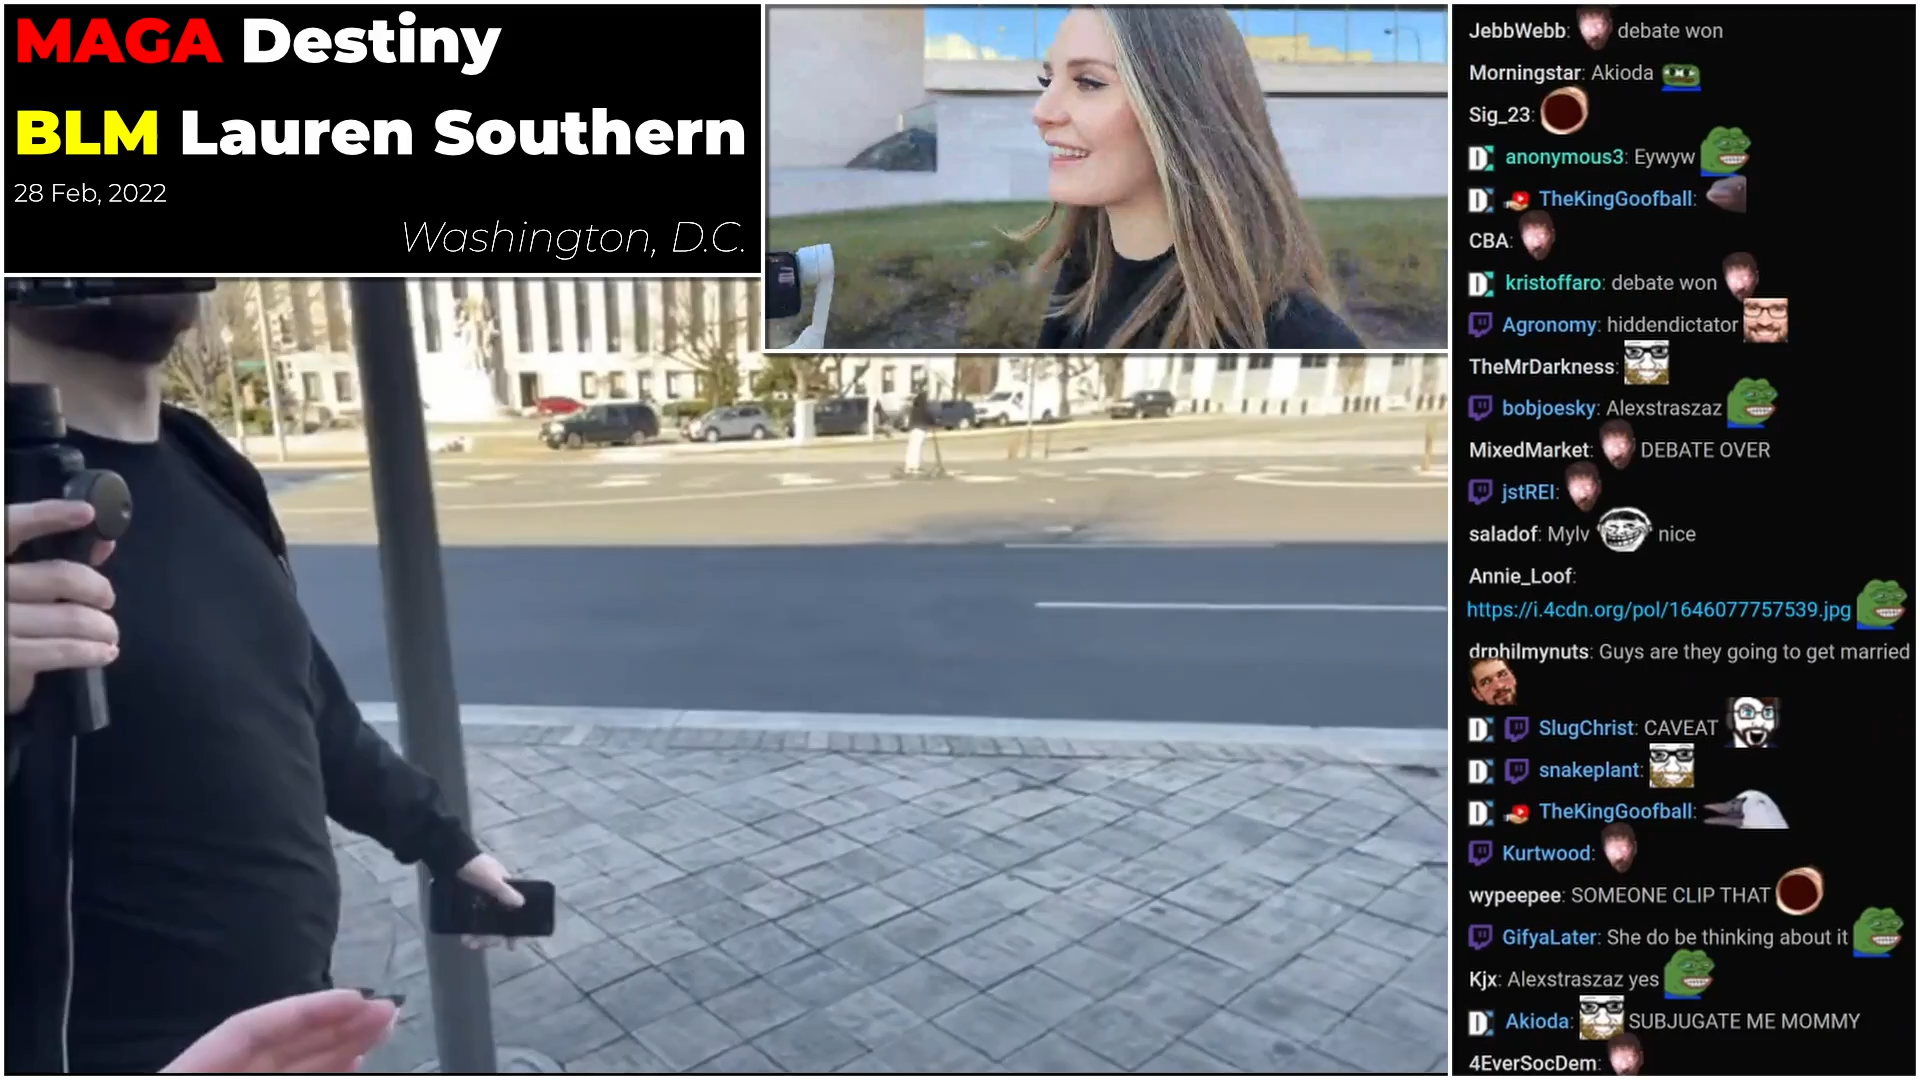 MAGA Destiny
BLM Lauren Southern
28 Feb, 2022
Washington, D.C.
JebbWebb: debate won
Morningstar: Akioda
Sig_23:
anonymous3: Eywyw
TheKingGoofball:
CBA:
kristoffaro: debate won
Agronomy: hiddendictator
TheMrDarkness:
bobjoesky: Alexstraszaz
MixedMarket: DEBATE OVER
jstREI:
saladof: Mylv nice
Annie_Loof:
https://i.4cdn.org/pol/1646077757539.jpg
drphilmynuts: Guys are they going to get married
SlugChrist: CAVEAT
snakeplant:
TheKingGoofball:
Kurtwood:
wypeepee: SOMEONE CLIP THAT
GifyaLater: She do be thinking about it
Kjx: Alexstraszaz yes
Akioda: SUBJUGATE ME MOMMY
4EverSocDem: